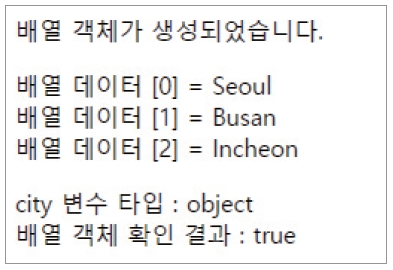 배열 객체가 생성되었습니다.
배열 데이터 [0] = Seoul
배열 데이터 [1] = Busan
배열 데이터 [2] = Incheon
city 변수 타입 : object
배열 객체 확인 결과 : true